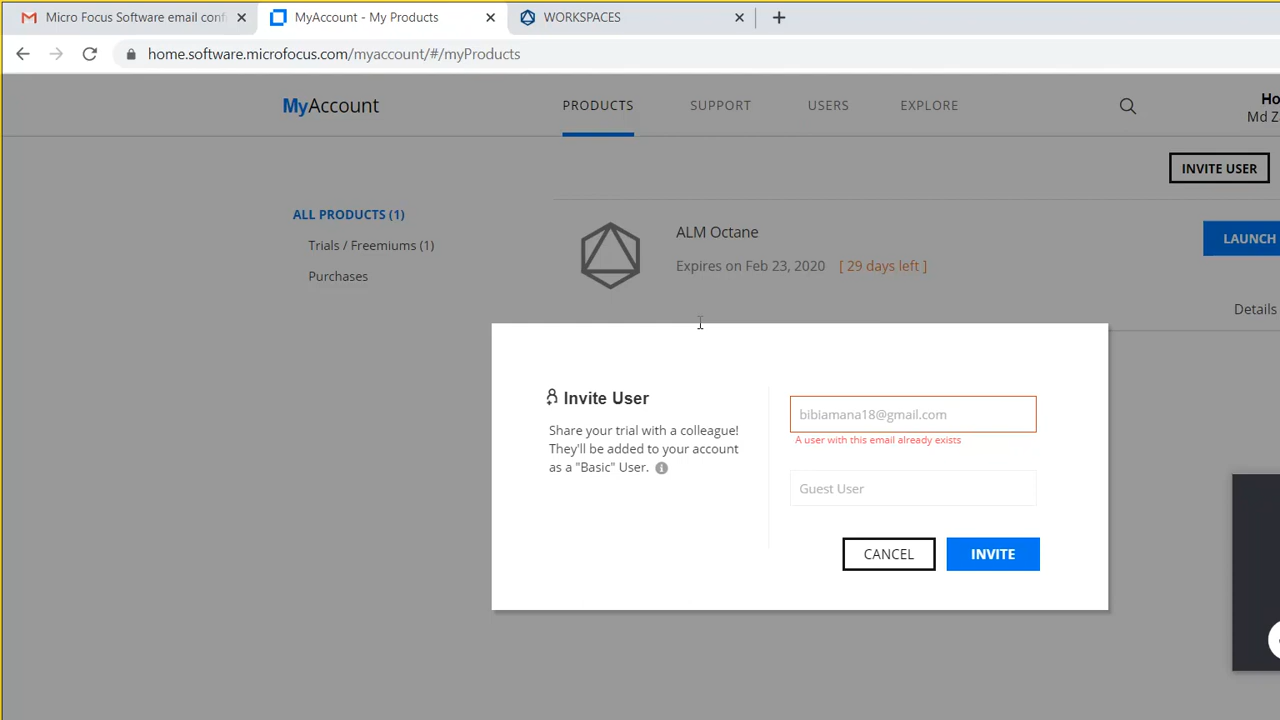 Micro Focus Software email conf
MyAccount - My Products
WORKSPACES
home.software.microfocus.com/myaccount/#/myProducts
MyAccount
PRODUCTS
SUPPORT
USERS
EXPLORE
Ho
Md Z
INVITE USER
ALL PRODUCTS (1)
Trials / Freemiums (1)
Purchases
ALM Octane
Expires on Feb 23, 2020 [ 29 days left ]
LAUNCH
Details
Invite User
Share your trial with a colleague!
They'll be added to your account
as a "Basic" User.
bibiamana18@gmail.com
A user with this email already exists
Guest User
CANCEL
INVITE